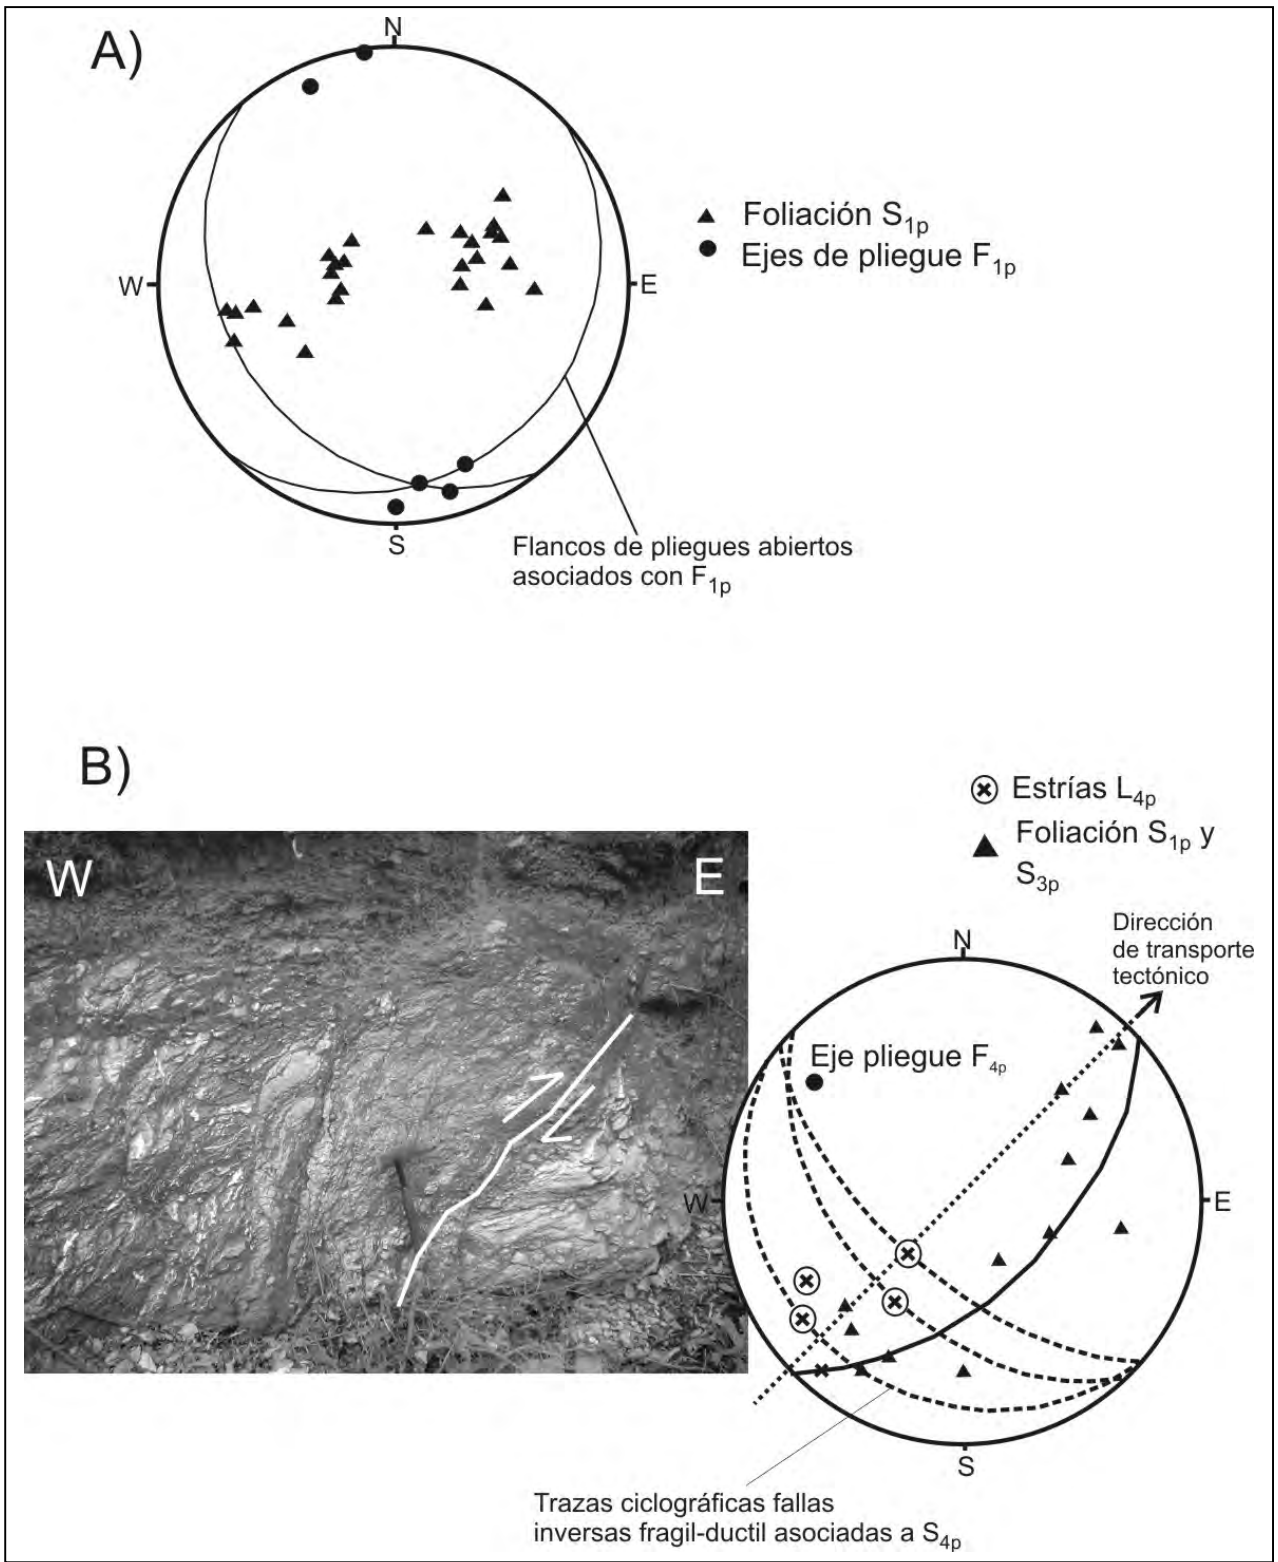 A)
N
W
E
S
Foliación S1p
Ejes de pliegue F1p
Flancos de pliegues abiertos
asociados con F1p
B)
W
E
Estrías L4p
Foliación S1p y
S3p
Dirección
de transporte
tectónico
N
Eje pliegue F4p
W
E
S
Trazas ciclográficas fallas
inversas fragil-ductil asociadas a S4p